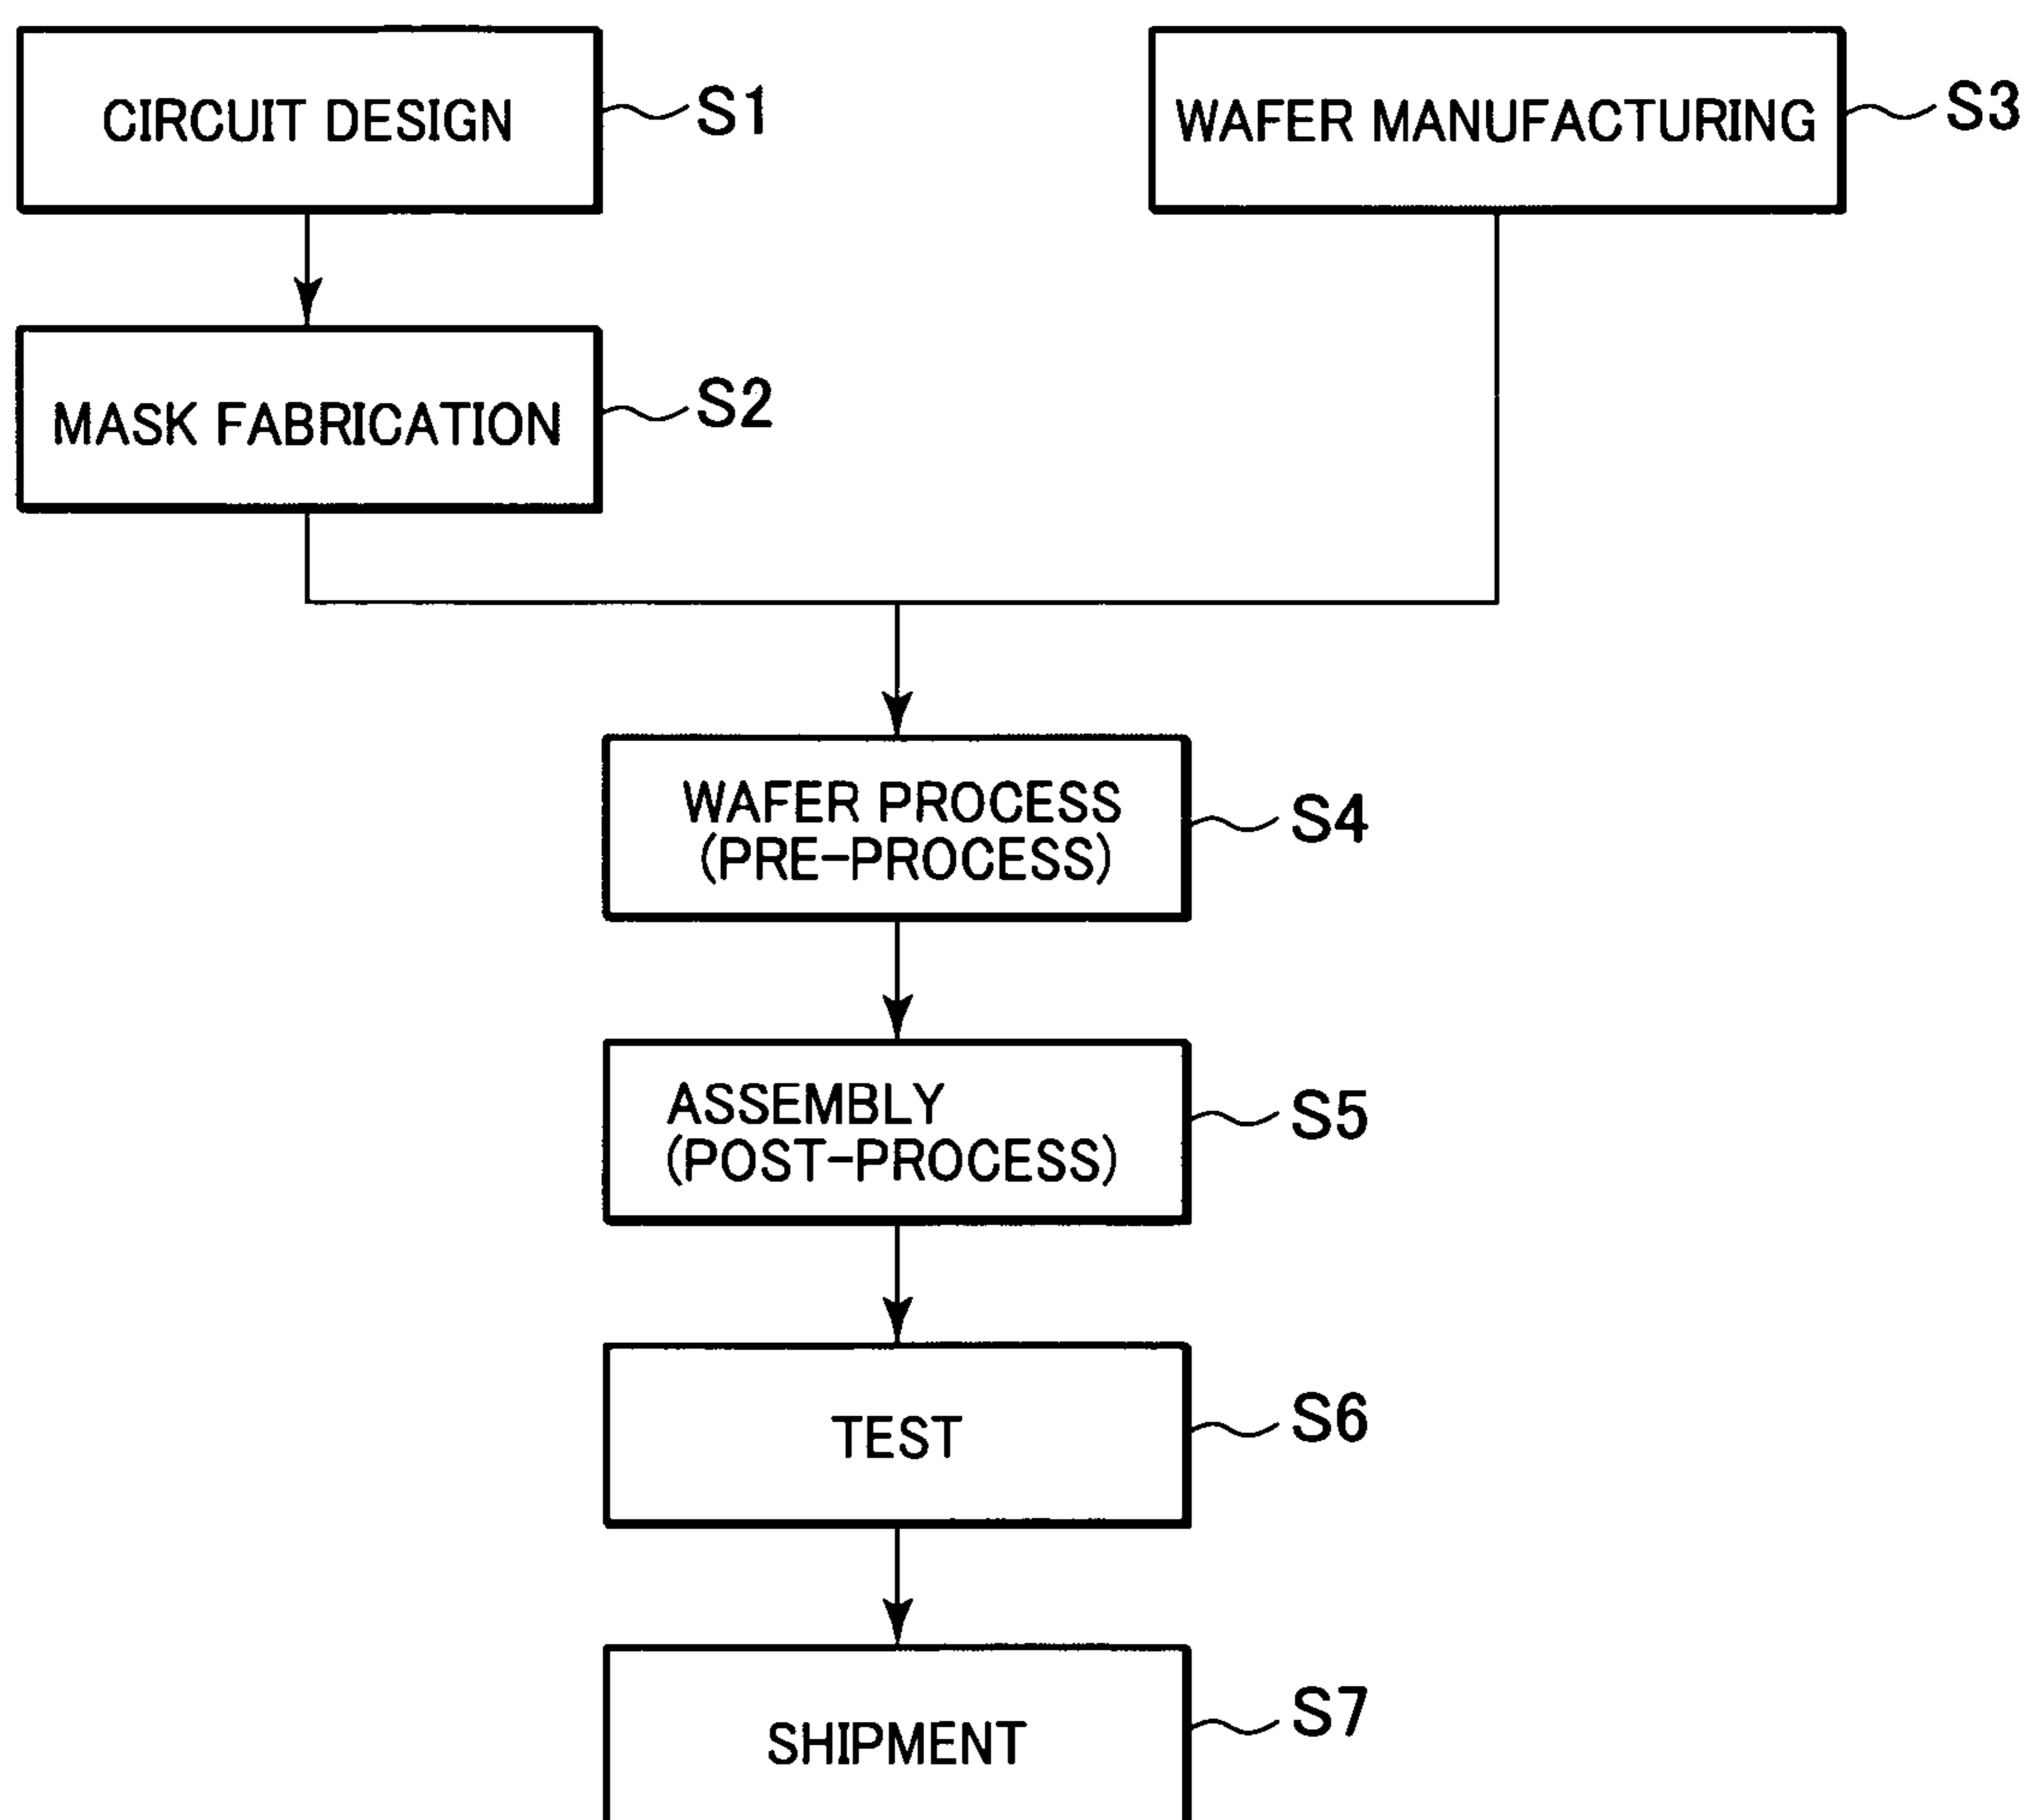 CIRCUIT DESIGN
S1
WAFER MANUFACTURING
S3
MASK FABRICATION
S2
WAFER PROCESS
(PRE-PROCESS)
S4
ASSEMBLY
(POST-PROCESS)
S5
TEST
S6
SHIPMENT
S7